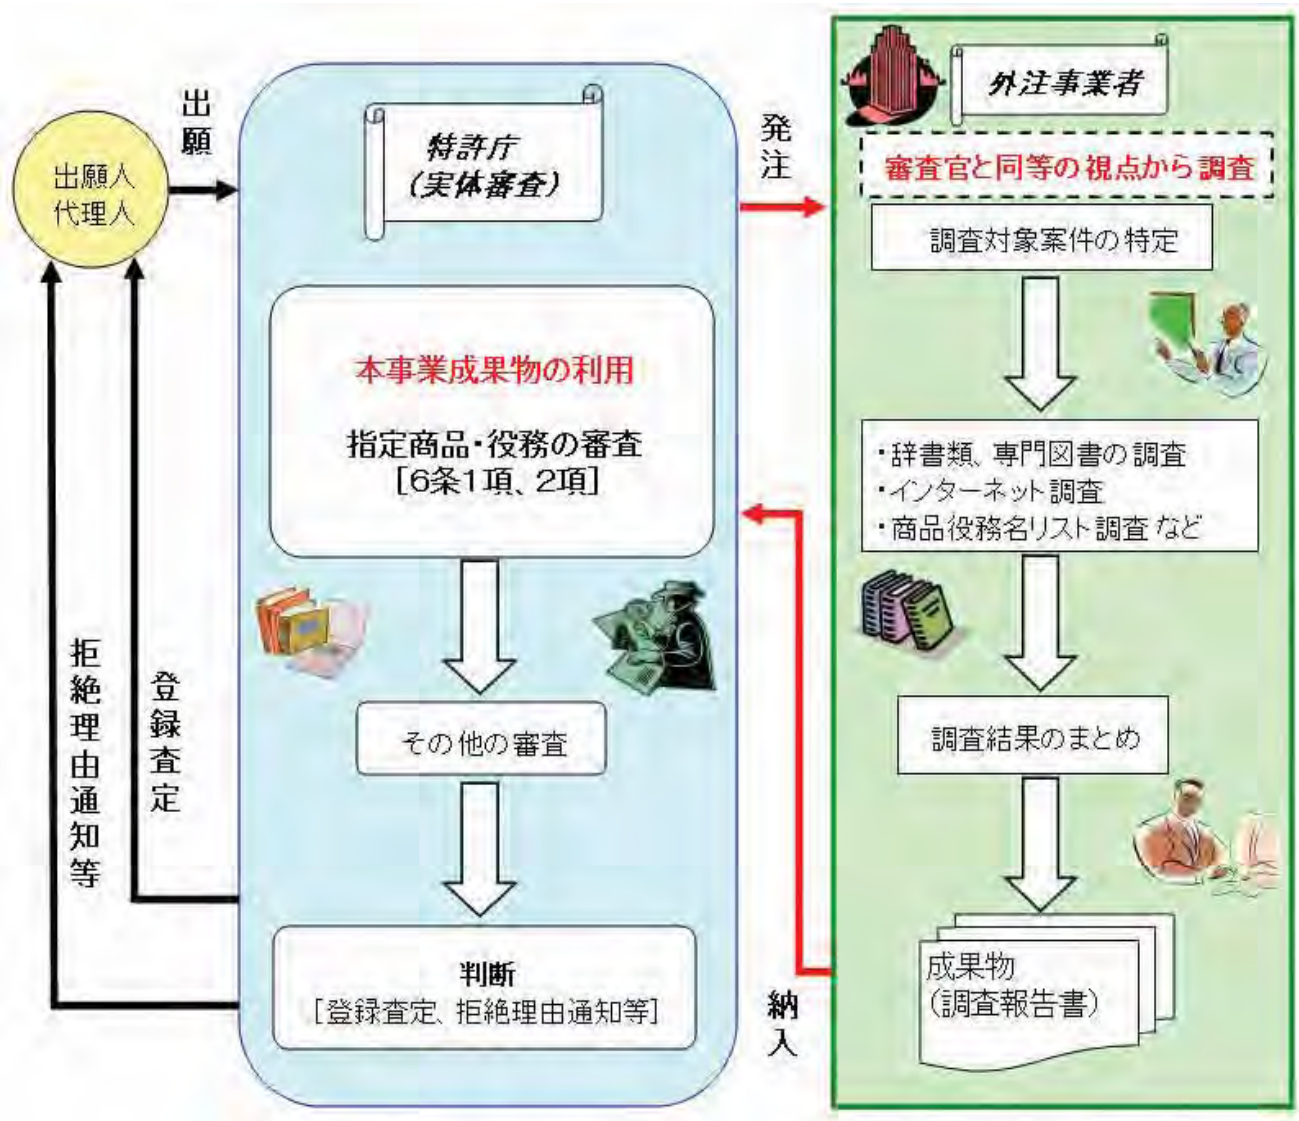 出願人
代理人
出願
特許庁
(実体審査)
本事業成果物の利用
指定商品・役務の審査
[6条1項、2項]
その他の審査
判断
[登録査定、拒絶理由通知等]
拒絶理由通知等
登録査定
発注
納入
外注事業者
審査官と同等の視点から調査
調査対象案件の特定
・辞書類、専門図書の調査
・インターネット調査
・商品役務名リスト調査など
調査結果のまとめ
成果物
(調査報告書)